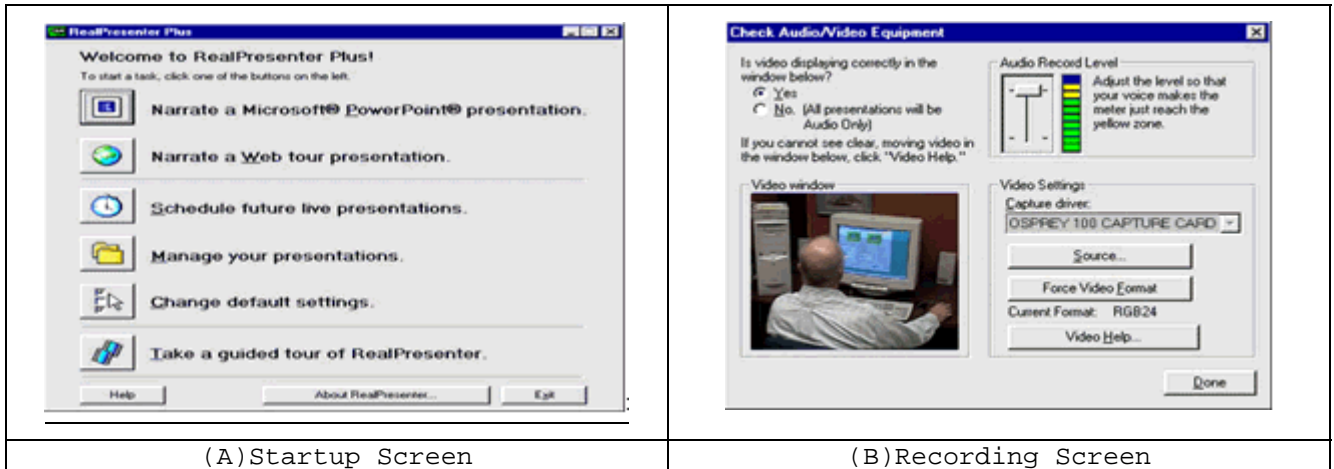 RealPresenter Plus
Welcome to RealPresenter Plus!
To start a task, click one of the buttons on the left.
Narrate a Microsoft® PowerPoint® presentation.
Narrate a Web tour presentation.
Schedule future live presentations.
Manage your presentations.
Change default settings.
Take a guided tour of RealPresenter.
Help
About RealPresenter...
Exit
(A)Startup Screen
Check Audio/Video Equipment
Is video displaying correctly in the
window below?
Yes
No. (All presentations will be
Audio Only)
If you cannot see clear, moving video in
the window below, click "Video Help."
Audio Record Level
Adjust the level so that
your voice makes the
meter just reach the
yellow zone.
Video window
Video Settings
Capture driver:
OSPREY 100 CAPTURE CARD
Source...
Force Video Format
Current Format: RGB24
Video Help...
Done
(B)Recording Screen